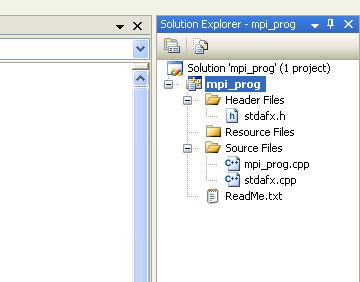 Solution Explorer - mpi_prog
Solution 'mpi_prog' (1 project)
mpi_prog
Header Files
stdafx.h
Resource Files
Source Files
mpi_prog.cpp
stdafx.cpp
ReadMe.txt